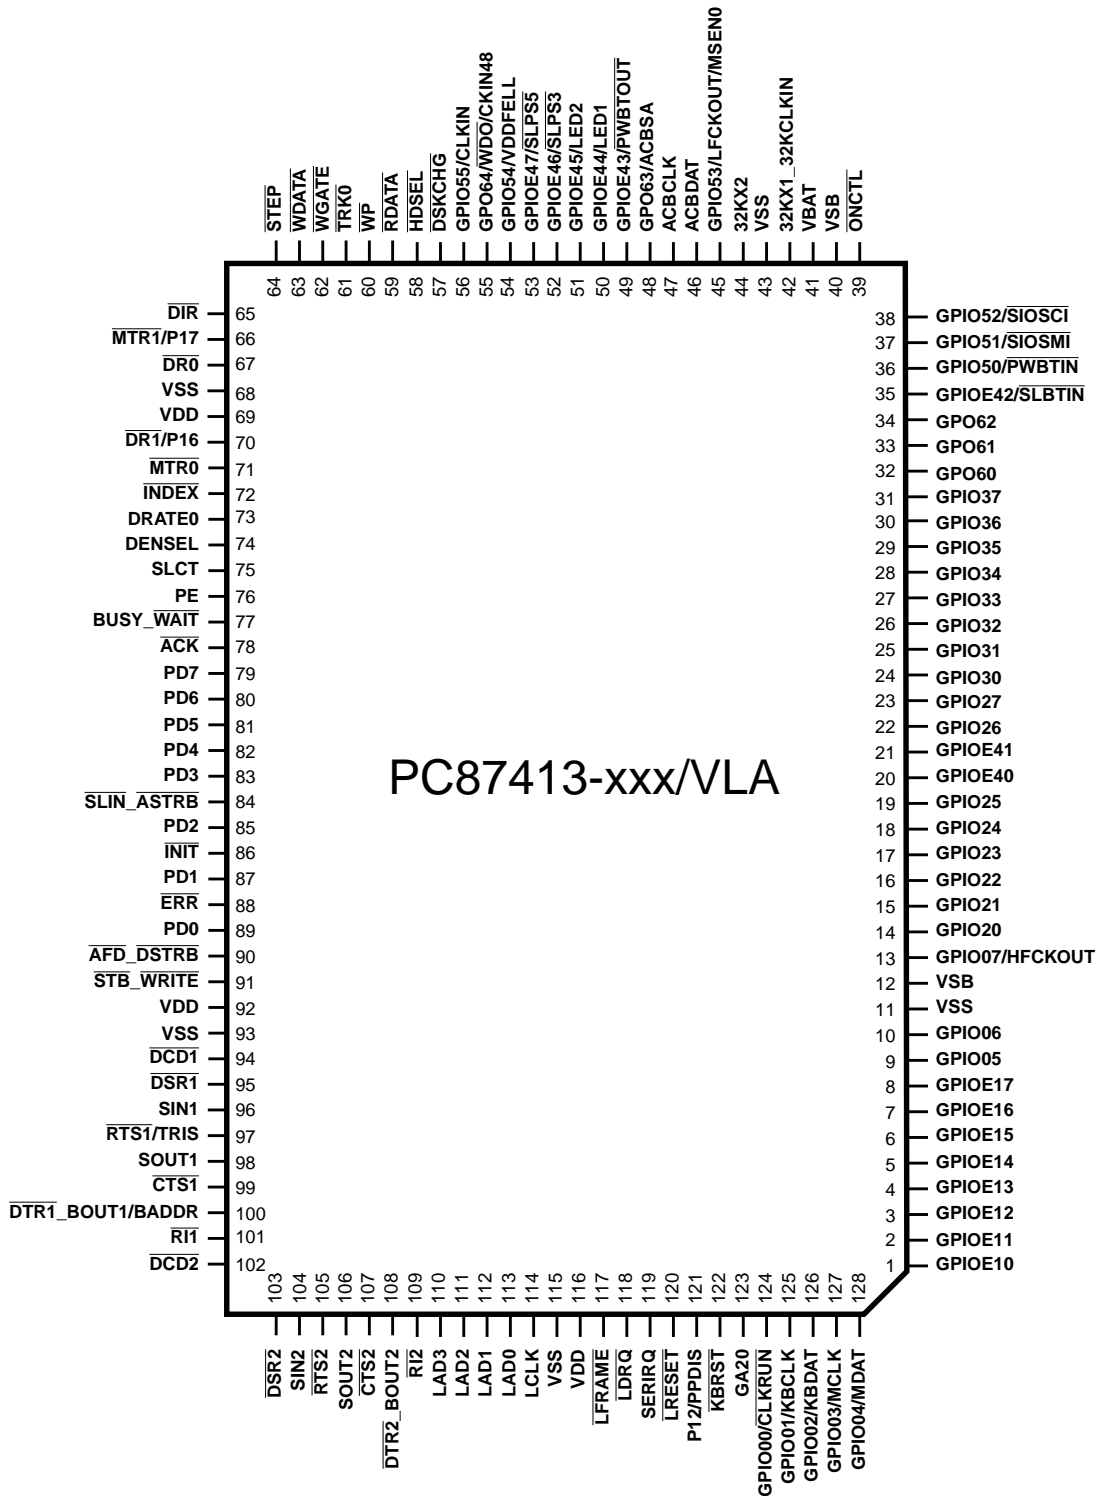 STEP
WDATA
WGATE
TRK0
WP
RDATA
HDSEL
DSKCHG
GPIO55/CLKIN
GPO64/WDO/CKIN48
GPIO54/VDDFELL
GPIOE47/SLPS5
GPIOE46/SLPS3
GPIOE45/LED2
GPIOE44/LED1
GPIOE43/PWBTOUT
GPO63/ACBSA
ACBCLK
ACBDAT
GPIO53/LFCKOUT/MSEN0
32KX2
VSS
32KX1_32KCLKIN
VBAT
VSB
ONCTL
64
63
62
61
60
59
58
57
56
55
54
53
52
51
50
49
48
47
46
45
44
43
42
41
40
39
DIR 65
MTR1/P17 66
DR0 67
VSS 68
VDD 69
DR1/P16 70
MTR0 71
INDEX 72
DRATE0 73
DENSEL 74
SLCT 75
PE 76
BUSY_WAIT 77
ACK 78
PD7 79
PD6 80
PD5 81
PD4 82
PD3 83
SLIN_ASTRB 84
PD2 85
INIT 86
PD1 87
ERR 88
PD0 89
AFD_DSTRB 90
STB_WRITE 91
VDD 92
VSS 93
DCD1 94
DSR1 95
SIN1 96
RTS1/TRIS 97
SOUT1 98
CTS1 99
DTR1_BOUT1/BADDR 100
RI1 101
DCD2 102
PC87413-xxx/VLA
38 GPIO52/SIOSCI
37 GPIO51/SIOSMI
36 GPIO50/PWBTIN
35 GPIOE42/SLBTIN
34 GPO62
33 GPO61
32 GPO60
31 GPIO37
30 GPIO36
29 GPIO35
28 GPIO34
27 GPIO33
26 GPIO32
25 GPIO31
24 GPIO30
23 GPIO27
22 GPIO26
21 GPIOE41
20 GPIOE40
19 GPIO25
18 GPIO24
17 GPIO23
16 GPIO22
15 GPIO21
14 GPIO20
13 GPIO07/HFCKOUT
12 VSB
11 VSS
10 GPIO06
9 GPIO05
8 GPIOE17
7 GPIOE16
6 GPIOE15
5 GPIOE14
4 GPIOE13
3 GPIOE12
2 GPIOE11
1 GPIOE10
103
104
105
106
107
108
109
110
111
112
113
114
115
116
117
118
119
120
121
122
123
124
125
126
127
128
DSR2
SIN2
RTS2
SOUT2
CTS2
DTR2_BOUT2
RI2
LAD3
LAD2
LAD1
LAD0
LCLK
VSS
VDD
LFRAME
LDRQ
SERIRQ
LRESET
P12/PPDIS
KBRST
GA20
GPIO00/CLKRUN
GPIO01/KBCLK
GPIO02/KBDAT
GPIO03/MCLK
GPIO04/MDAT